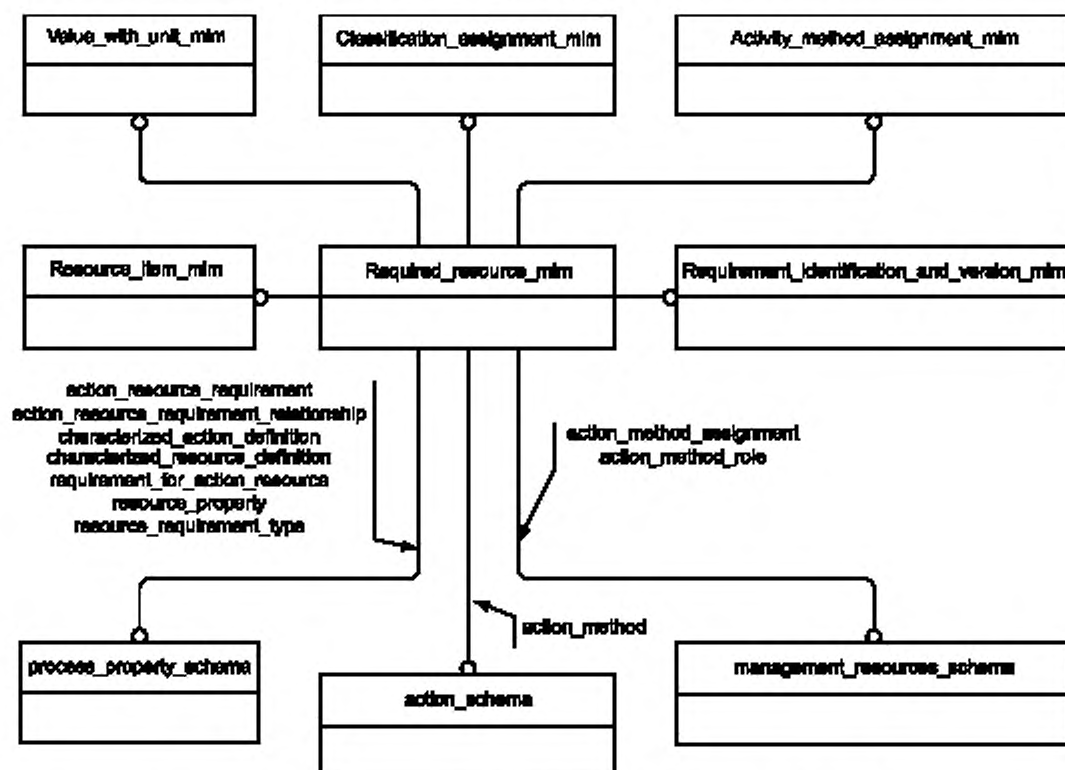 Value_with_unit_mim
Classification_assignment_mim
Activity_method_assignment_mim
Resource_item_mim
Required_resource_mim
Requirement_identification_and_version_mim
action_resource_requirement
action_resource_requirement_relationship
characterized_action_definition
characterized_resource_definition
requirement_for_action_resource
resource_property
resource_requirement_type
action_method_assignment
action_method_role
action_method
process_property_schema
action_schema
management_resources_schema